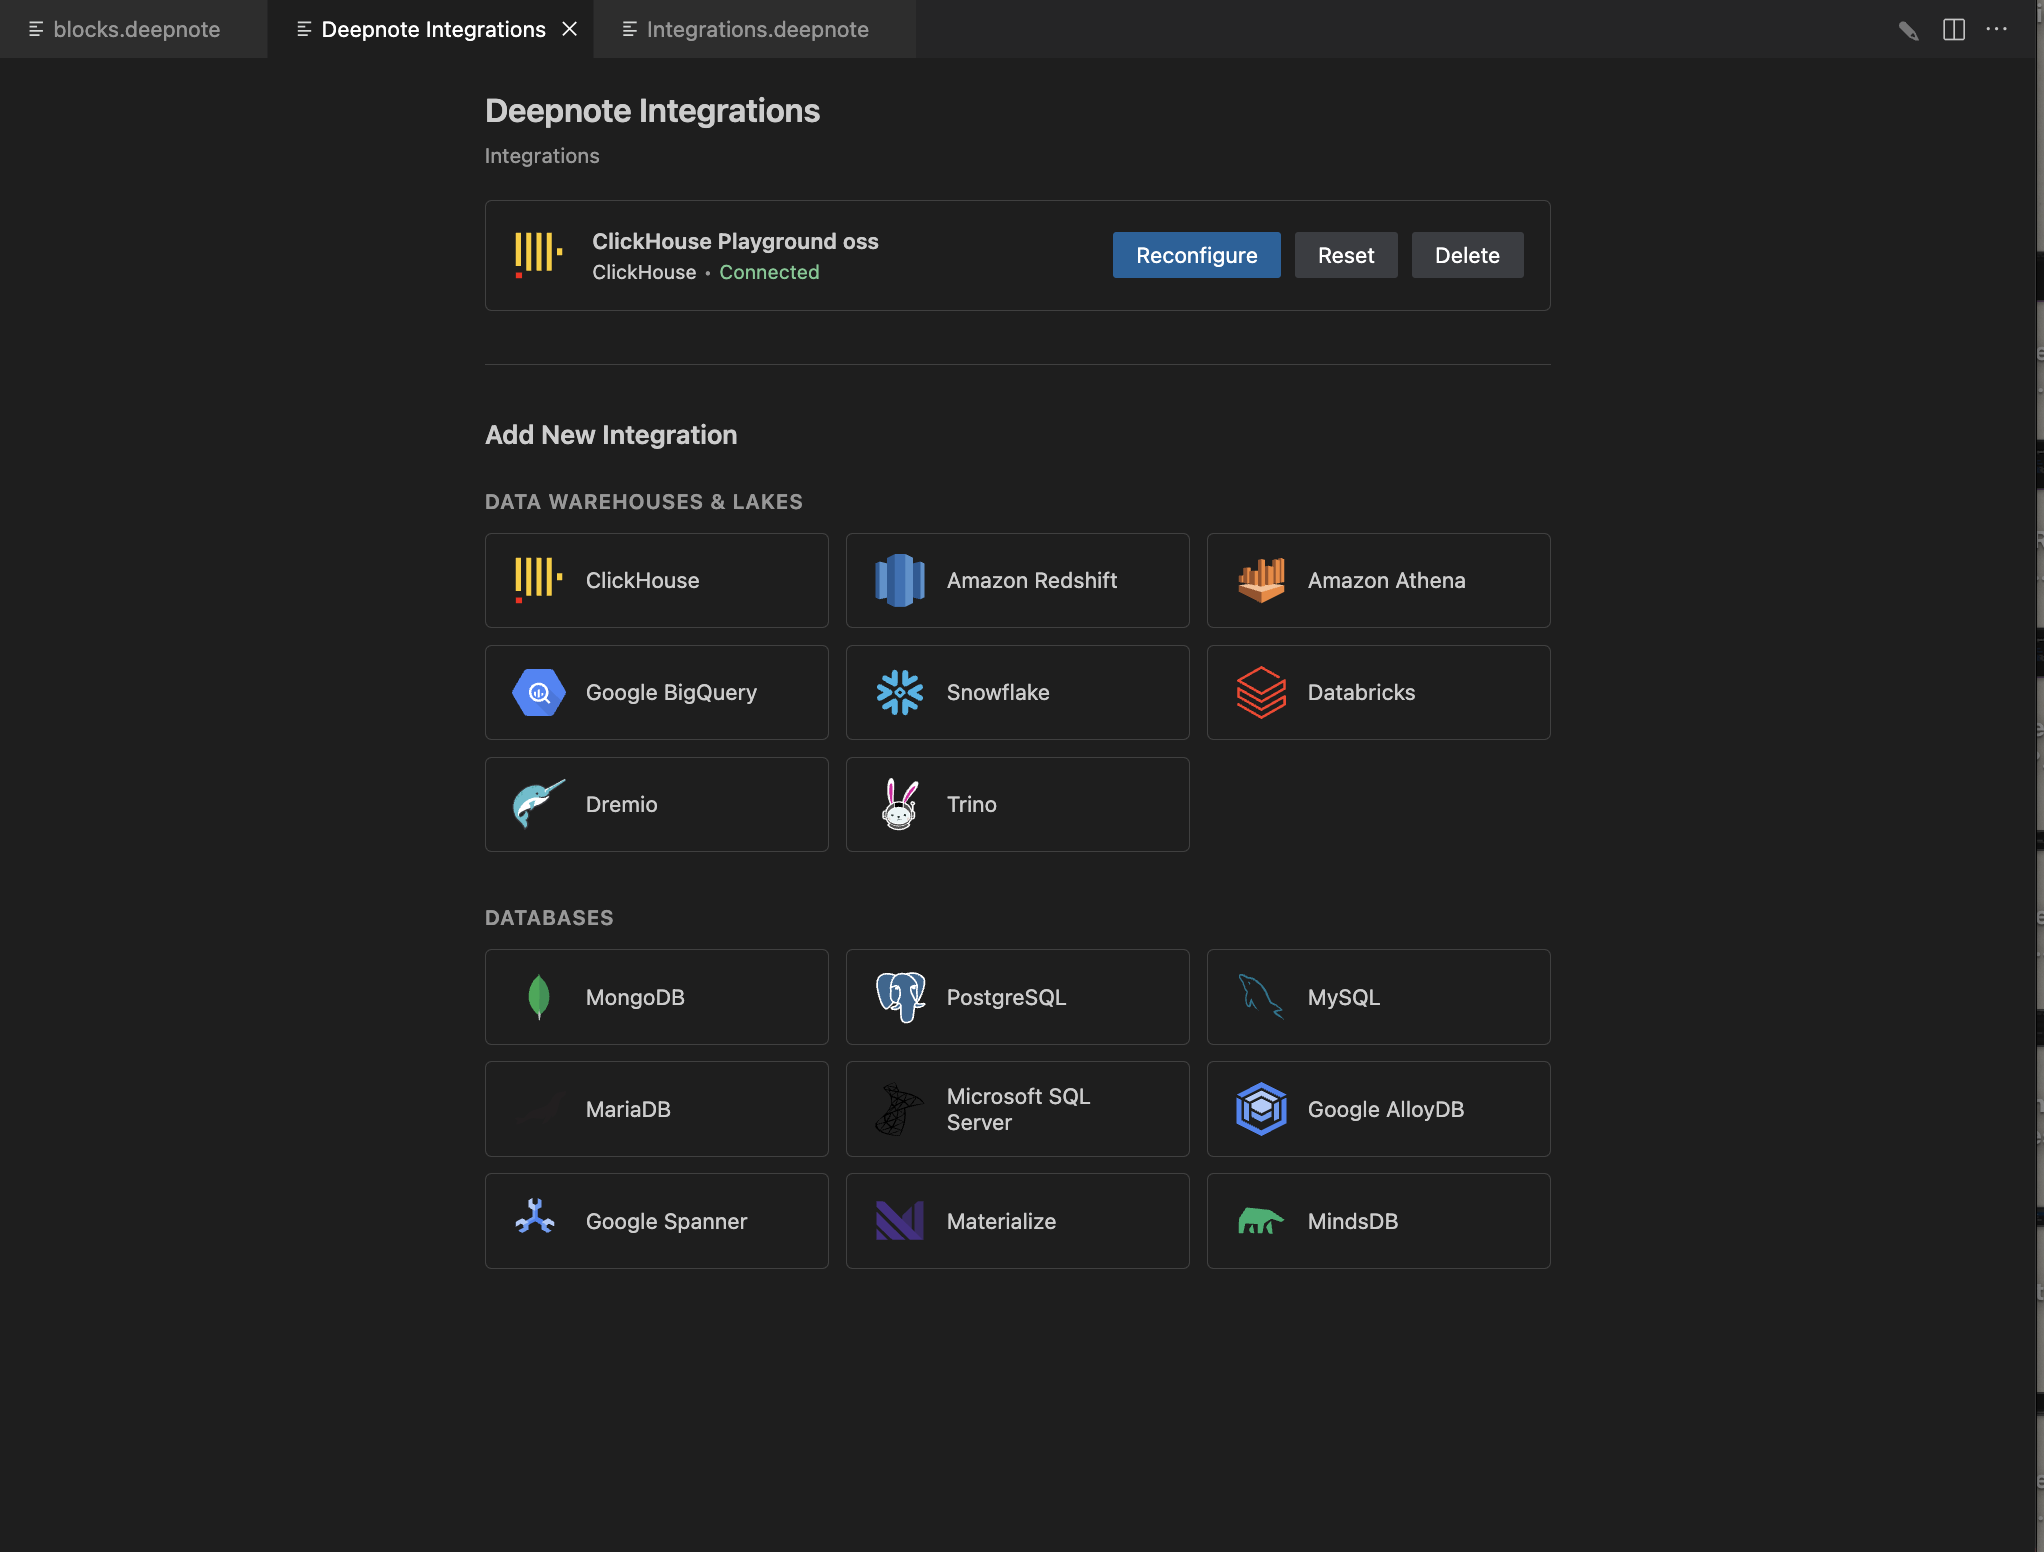 blocks.deepnote
Deepnote Integrations
Integrations.deepnote
Deepnote Integrations
Integrations
ClickHouse Playground oss
ClickHouse • Connected
Reconfigure
Reset
Delete
Add New Integration
DATA WAREHOUSES & LAKES
ClickHouse
Amazon Redshift
Amazon Athena
Google BigQuery
Snowflake
Databricks
Dremio
Trino
DATABASES
MongoDB
PostgreSQL
MySQL
MariaDB
Microsoft SQL
Server
Google AlloyDB
Google Spanner
Materialize
MindsDB